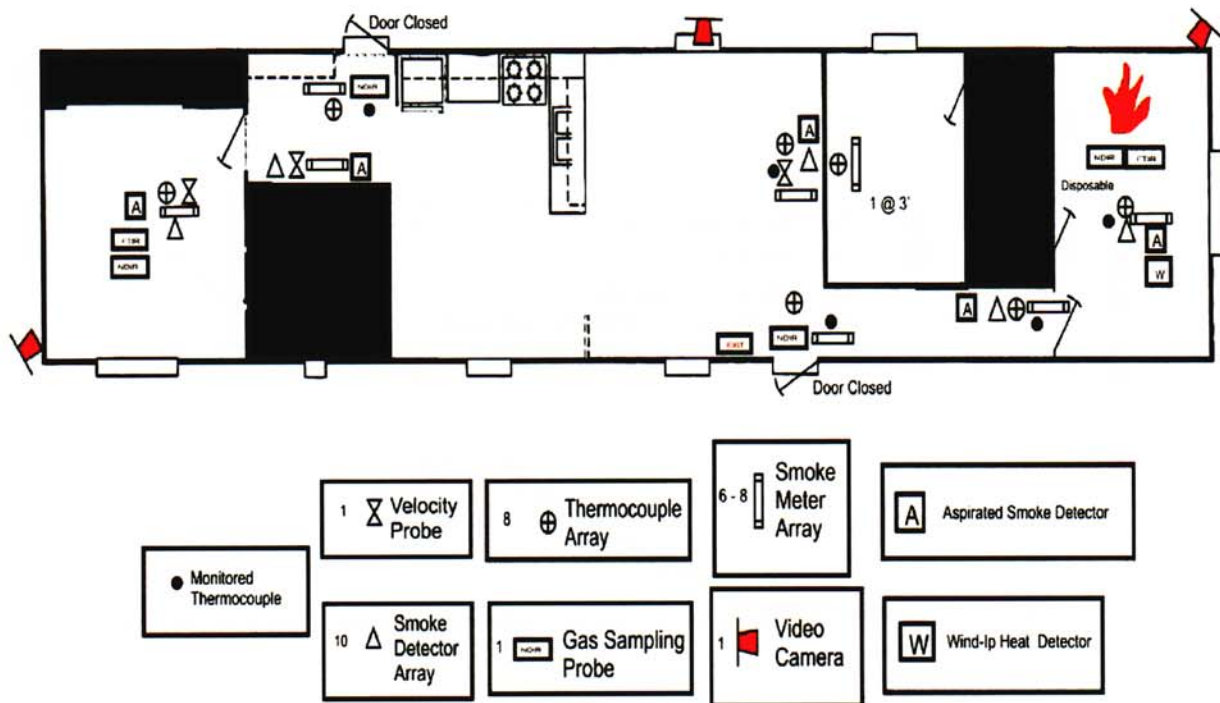 Door Closed
NDIR
A
A
A
FTIR
NDIR
A
1 @ 3'
NDIR
FTIR
Disposable
A
W
A
EXIT
NDIR
Door Closed
1 Velocity
Probe
8 Thermocouple
Array
6 - 8 Smoke
Meter
Array
A Aspirated Smoke Detector
Monitored
Thermocouple
10 Smoke
Detector
Array
1 NDIR Gas Sampling
Probe
1 Video
Camera
W Wind-Ip Heat Detector